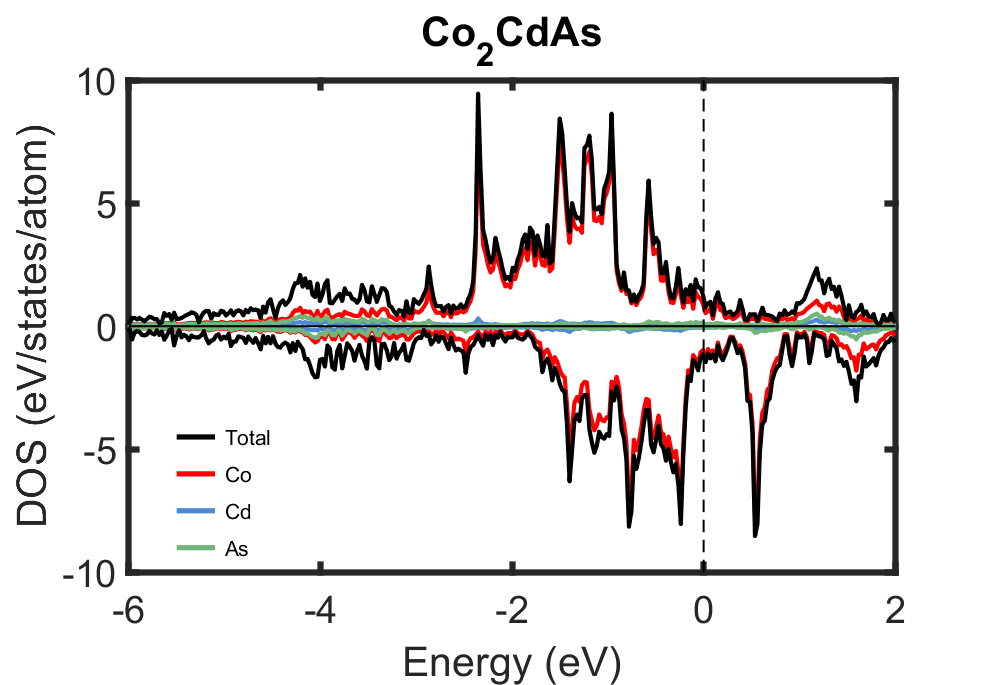 Co2CdAs
10
5
0
-5
-10
DOS (eV/states/atom)
Total
Co
Cd
As
-6
-4
-2
0
2
Energy (eV)